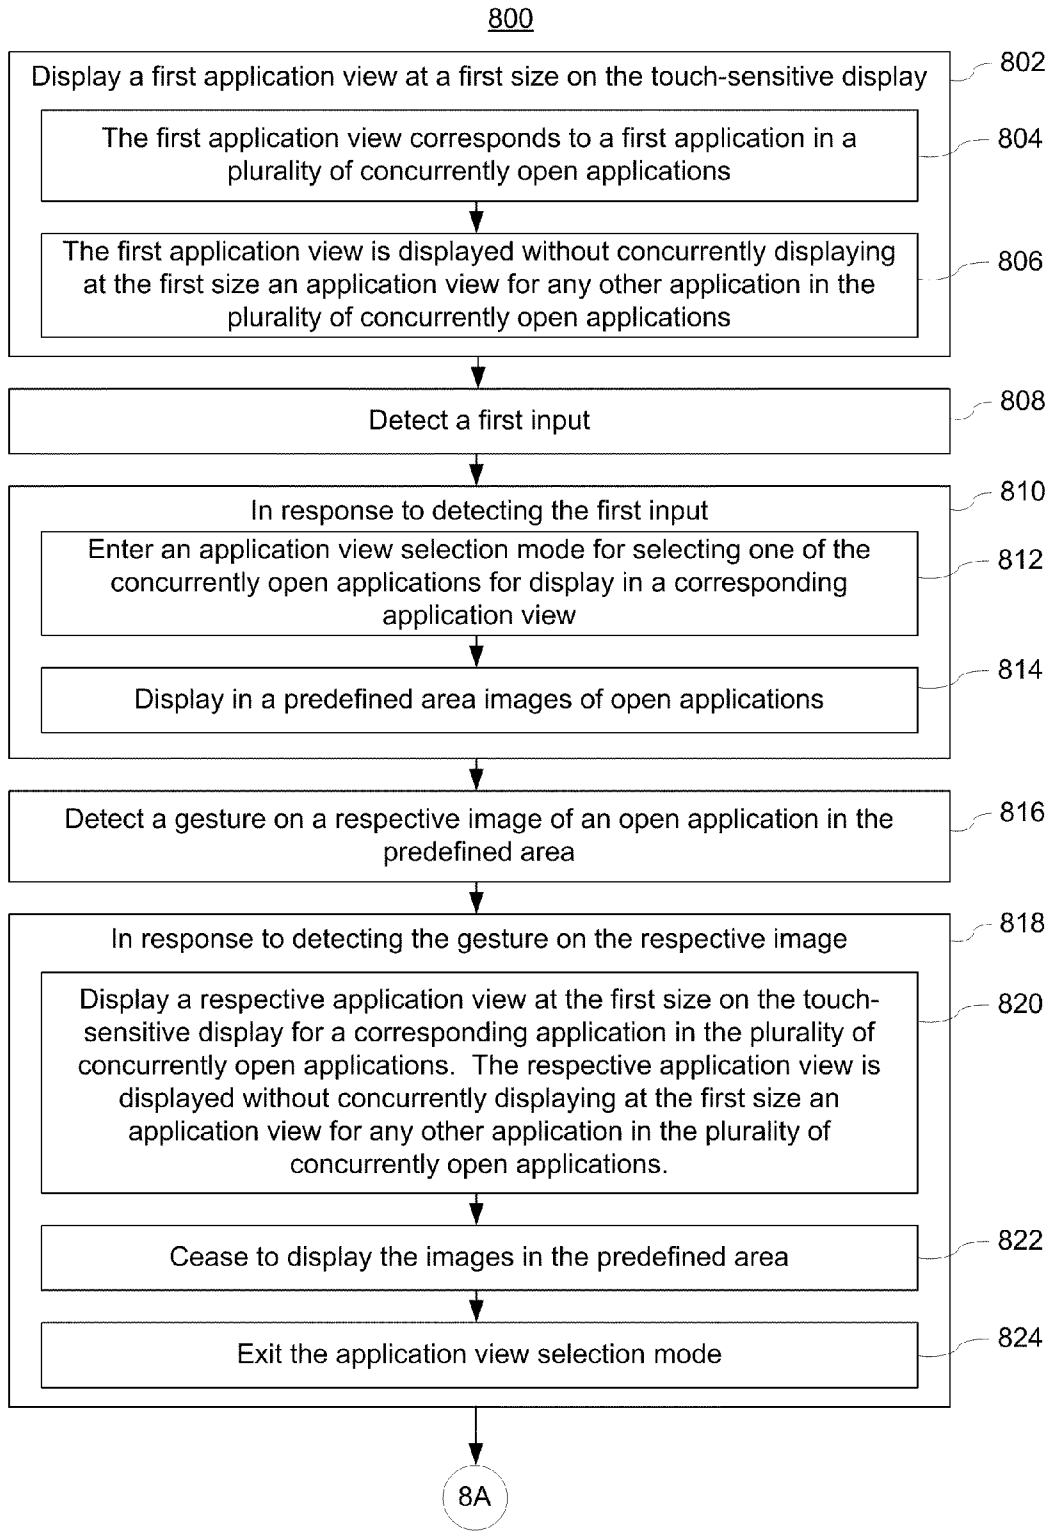 800
Display a first application view at a first size on the touch-sensitive display
802
The first application view corresponds to a first application in a
plurality of concurrently open applications
804
The first application view is displayed without concurrently displaying
at the first size an application view for any other application in the
plurality of concurrently open applications
806
Detect a first input
808
In response to detecting the first input
810
Enter an application view selection mode for selecting one of the
concurrently open applications for display in a corresponding
application view
812
Display in a predefined area images of open applications
814
Detect a gesture on a respective image of an open application in the
predefined area
816
In response to detecting the gesture on the respective image
818
Display a respective application view at the first size on the touch-
sensitive display for a corresponding application in the plurality of
concurrently open applications.  The respective application view is
displayed without concurrently displaying at the first size an
application view for any other application in the plurality of
concurrently open applications.
820
Cease to display the images in the predefined area
822
Exit the application view selection mode
824
8A